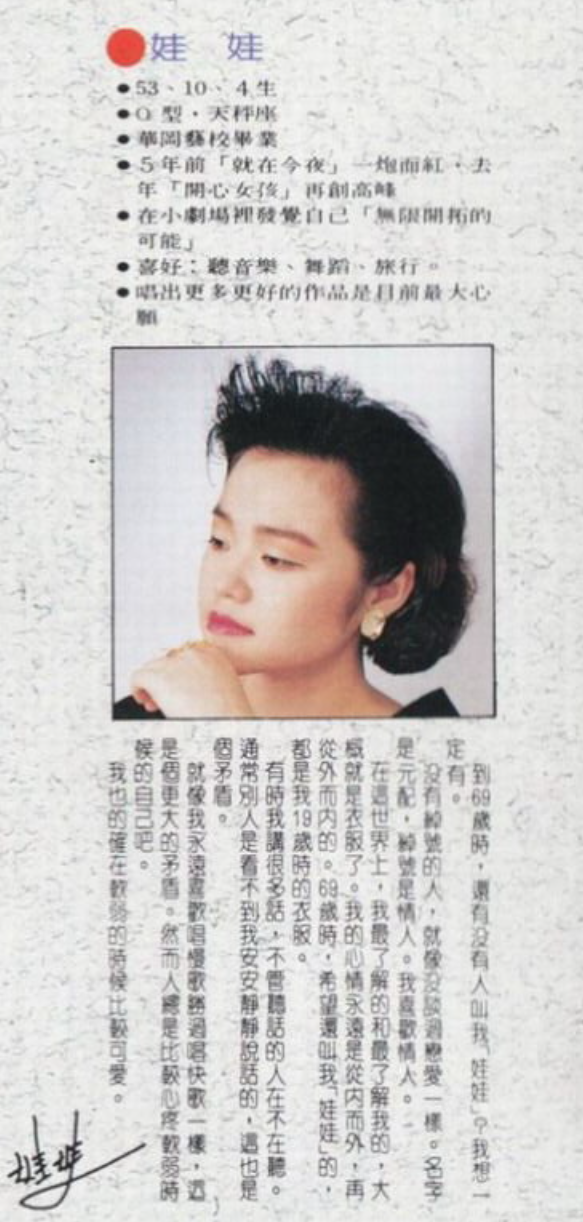 娃 娃
●53、10、4生
●O型・天秤座
●華岡藝校畢業
●5年前「就在今夜」一炮而紅，去
年「開心女孩」再創高峰
●在小劇場裡發覺自己「無限開拓的
可能」
●喜好：聽音樂、舞蹈、旅行。
●唱出更多更好的作品是目前最大心
願
到69歲時，還有沒有人叫我「娃娃」？我想一
定有。
沒有綽號的人，就像沒談過戀愛一樣。名字
是元配，綽號是情人。我喜歡情人。
在這世界上，我最了解的和最了解我的，大
概就是衣服了。我的心情永遠是從內而外，再
從外而內的。69歲時，希望還叫我「娃娃」的，
都是我19歲時的衣服。
有時我講很多話，不管聽話的人在不在聽。
通常別人是看不到我安安靜靜說話的，這也是
個矛盾。
就像我永遠喜歡唱慢歌勝過唱快歌一樣，這
是個更大的矛盾。然而人總是比較心疼軟弱時
候的自己吧。
我也的確在軟弱的時候比較可愛。
娃娃